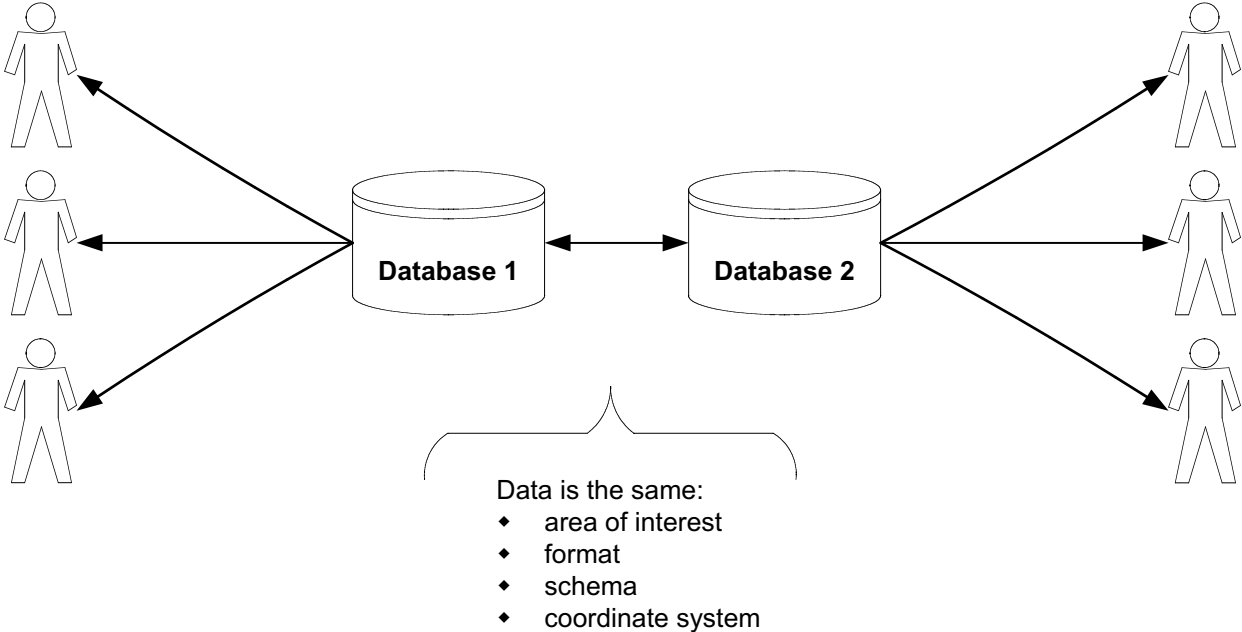 Database 1
Database 2
Data is the same:
◆ area of interest
◆ format
◆ schema
◆ coordinate system